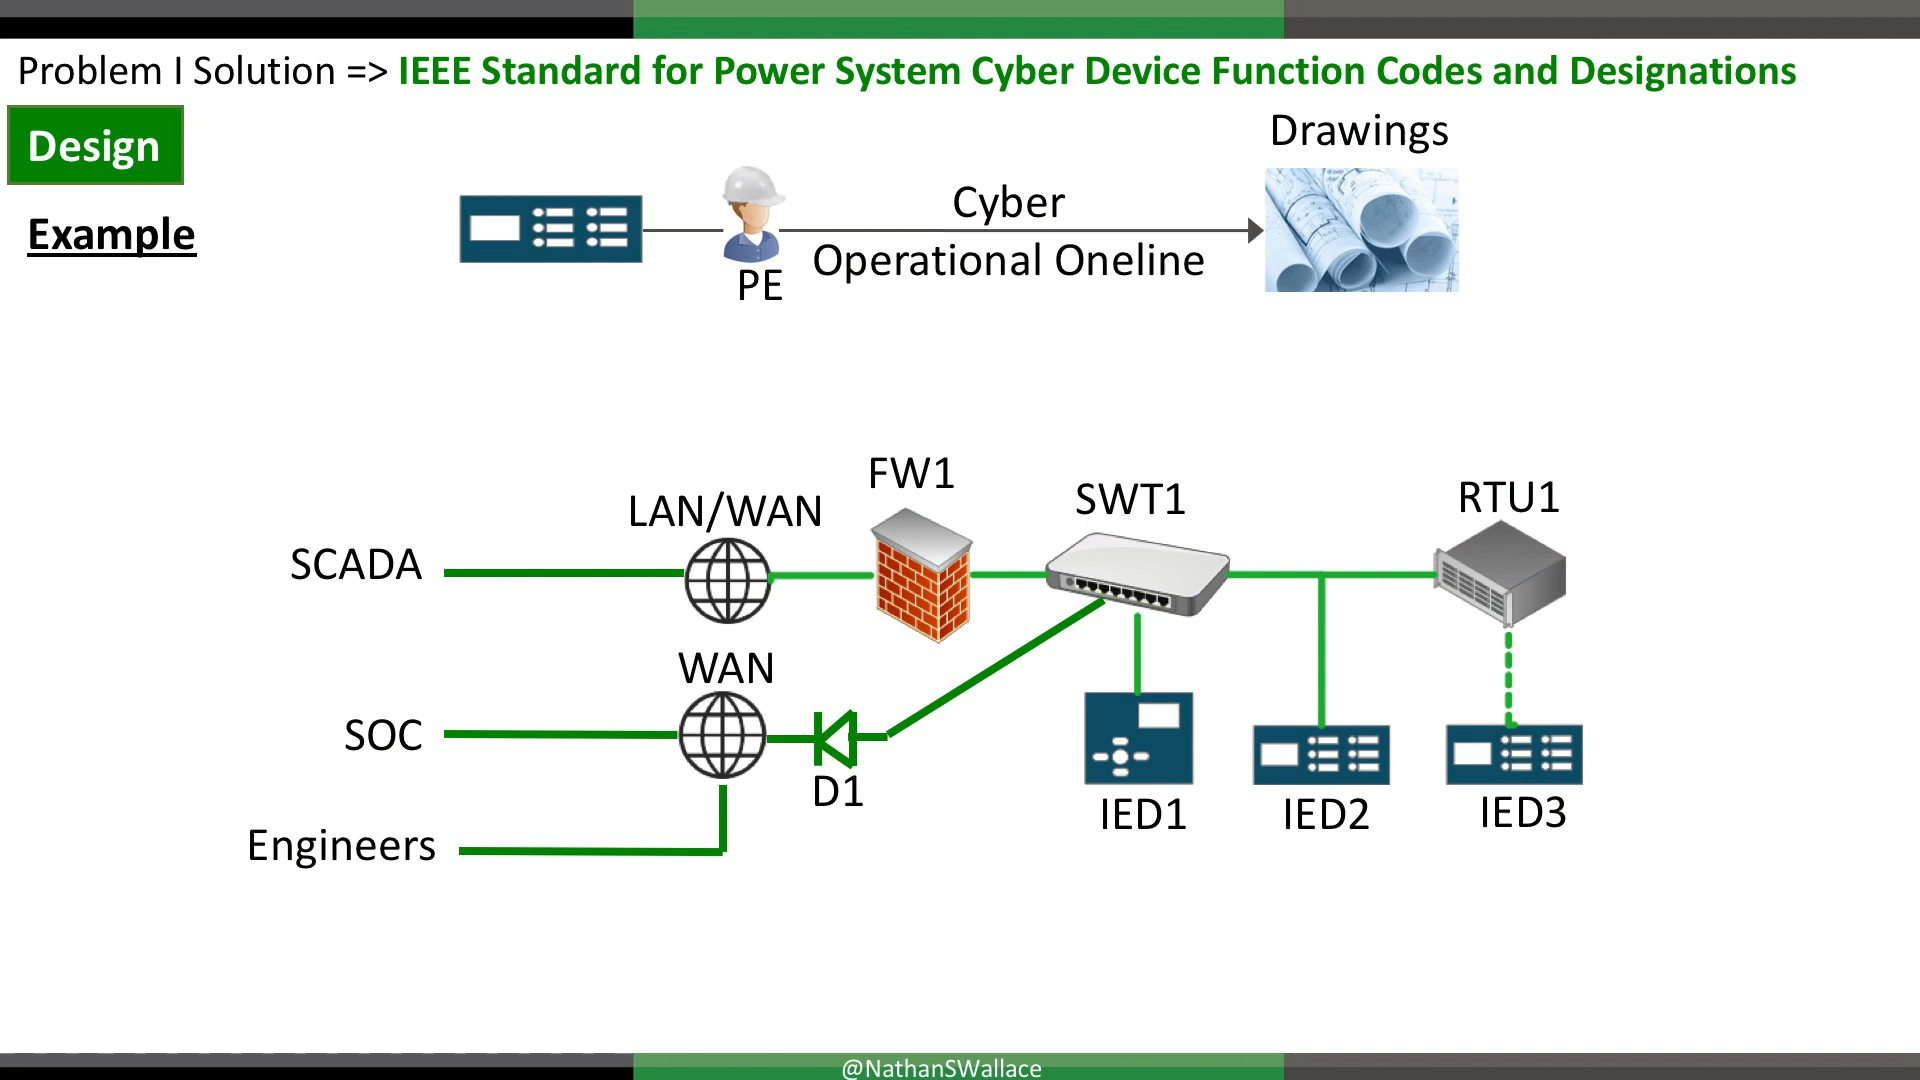 Problem I Solution => IEEE Standard for Power System Cyber Device Function Codes and Designations
Design
Example
Drawings
Cyber
Operational Oneline
PE
FW1
SWT1
RTU1
LAN/WAN
SCADA
WAN
SOC
D1
IED1
IED2
IED3
Engineers
@NathanSWallace